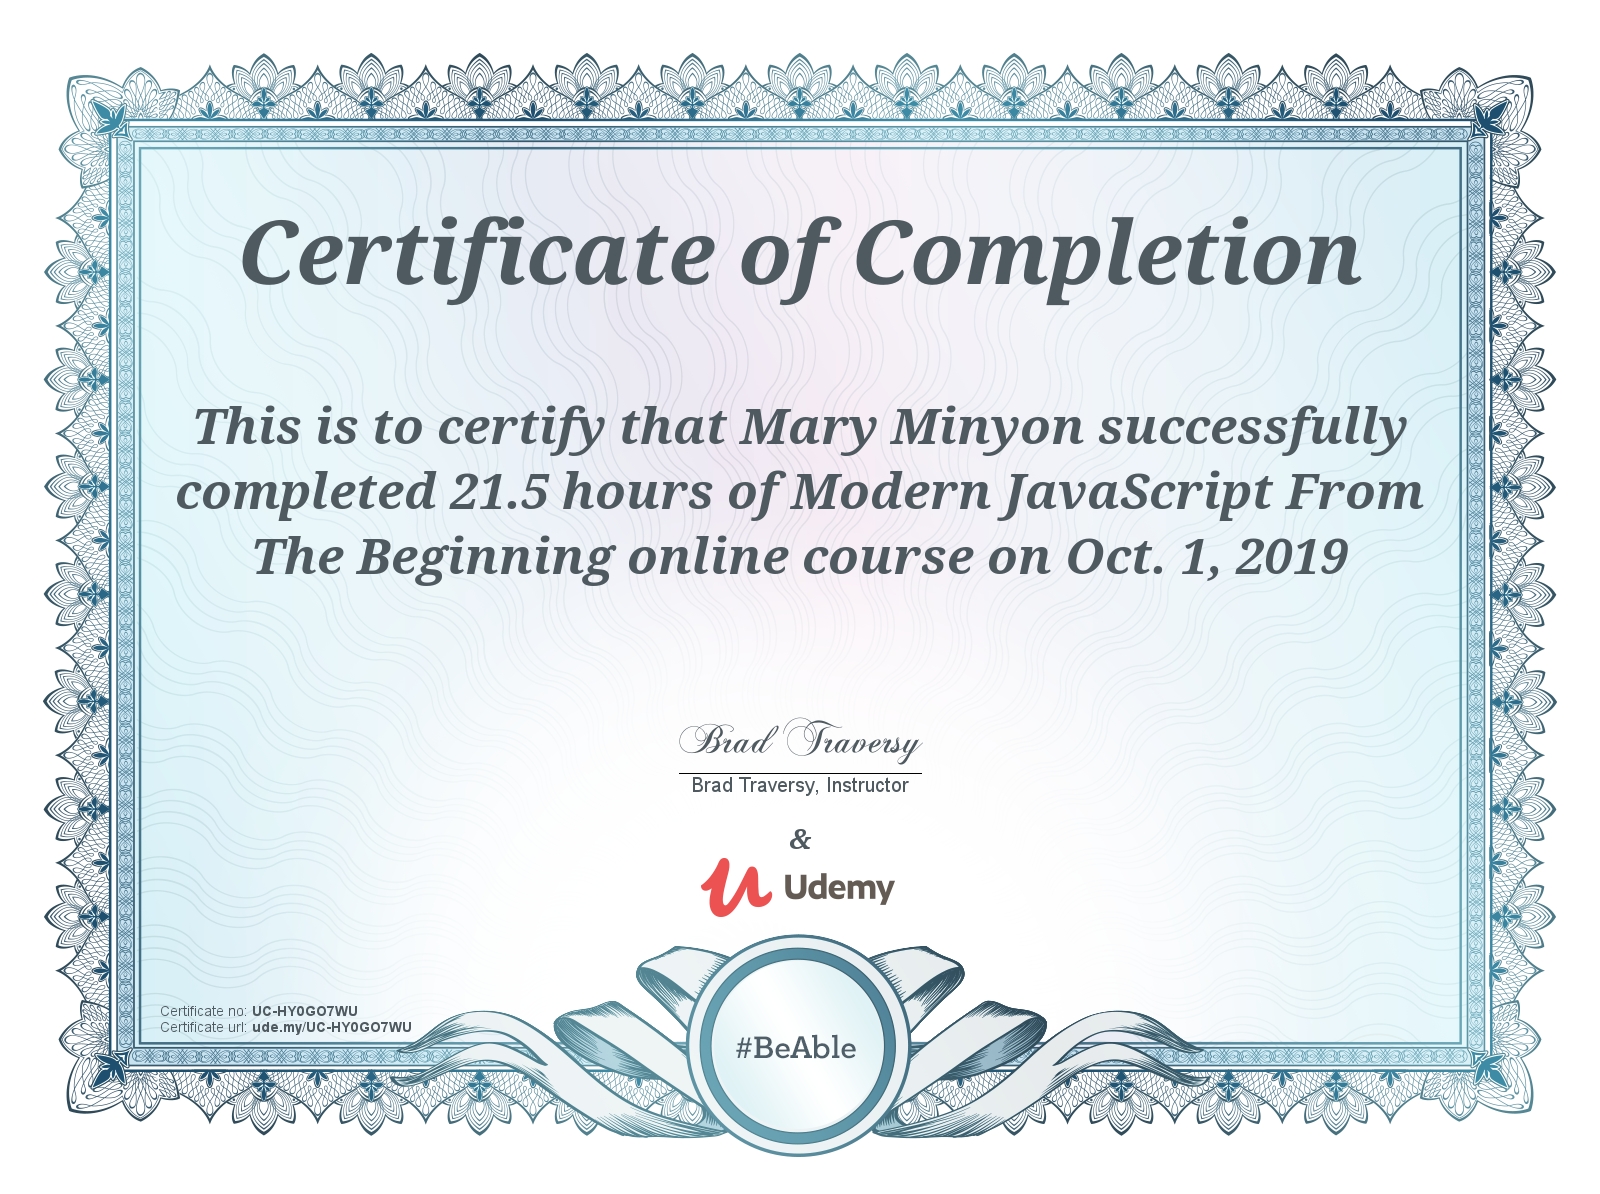 Certificate of Completion
This is to certify that Mary Minyon successfully
completed 21.5 hours of Modern JavaScript From
The Beginning online course on Oct. 1, 2019
Brad Traversy
Brad Traversy, Instructor
&
Udemy
Certificate no: UC-HY0GO7WU
Certificate url: ude.my/UC-HY0GO7WU
#BeAble